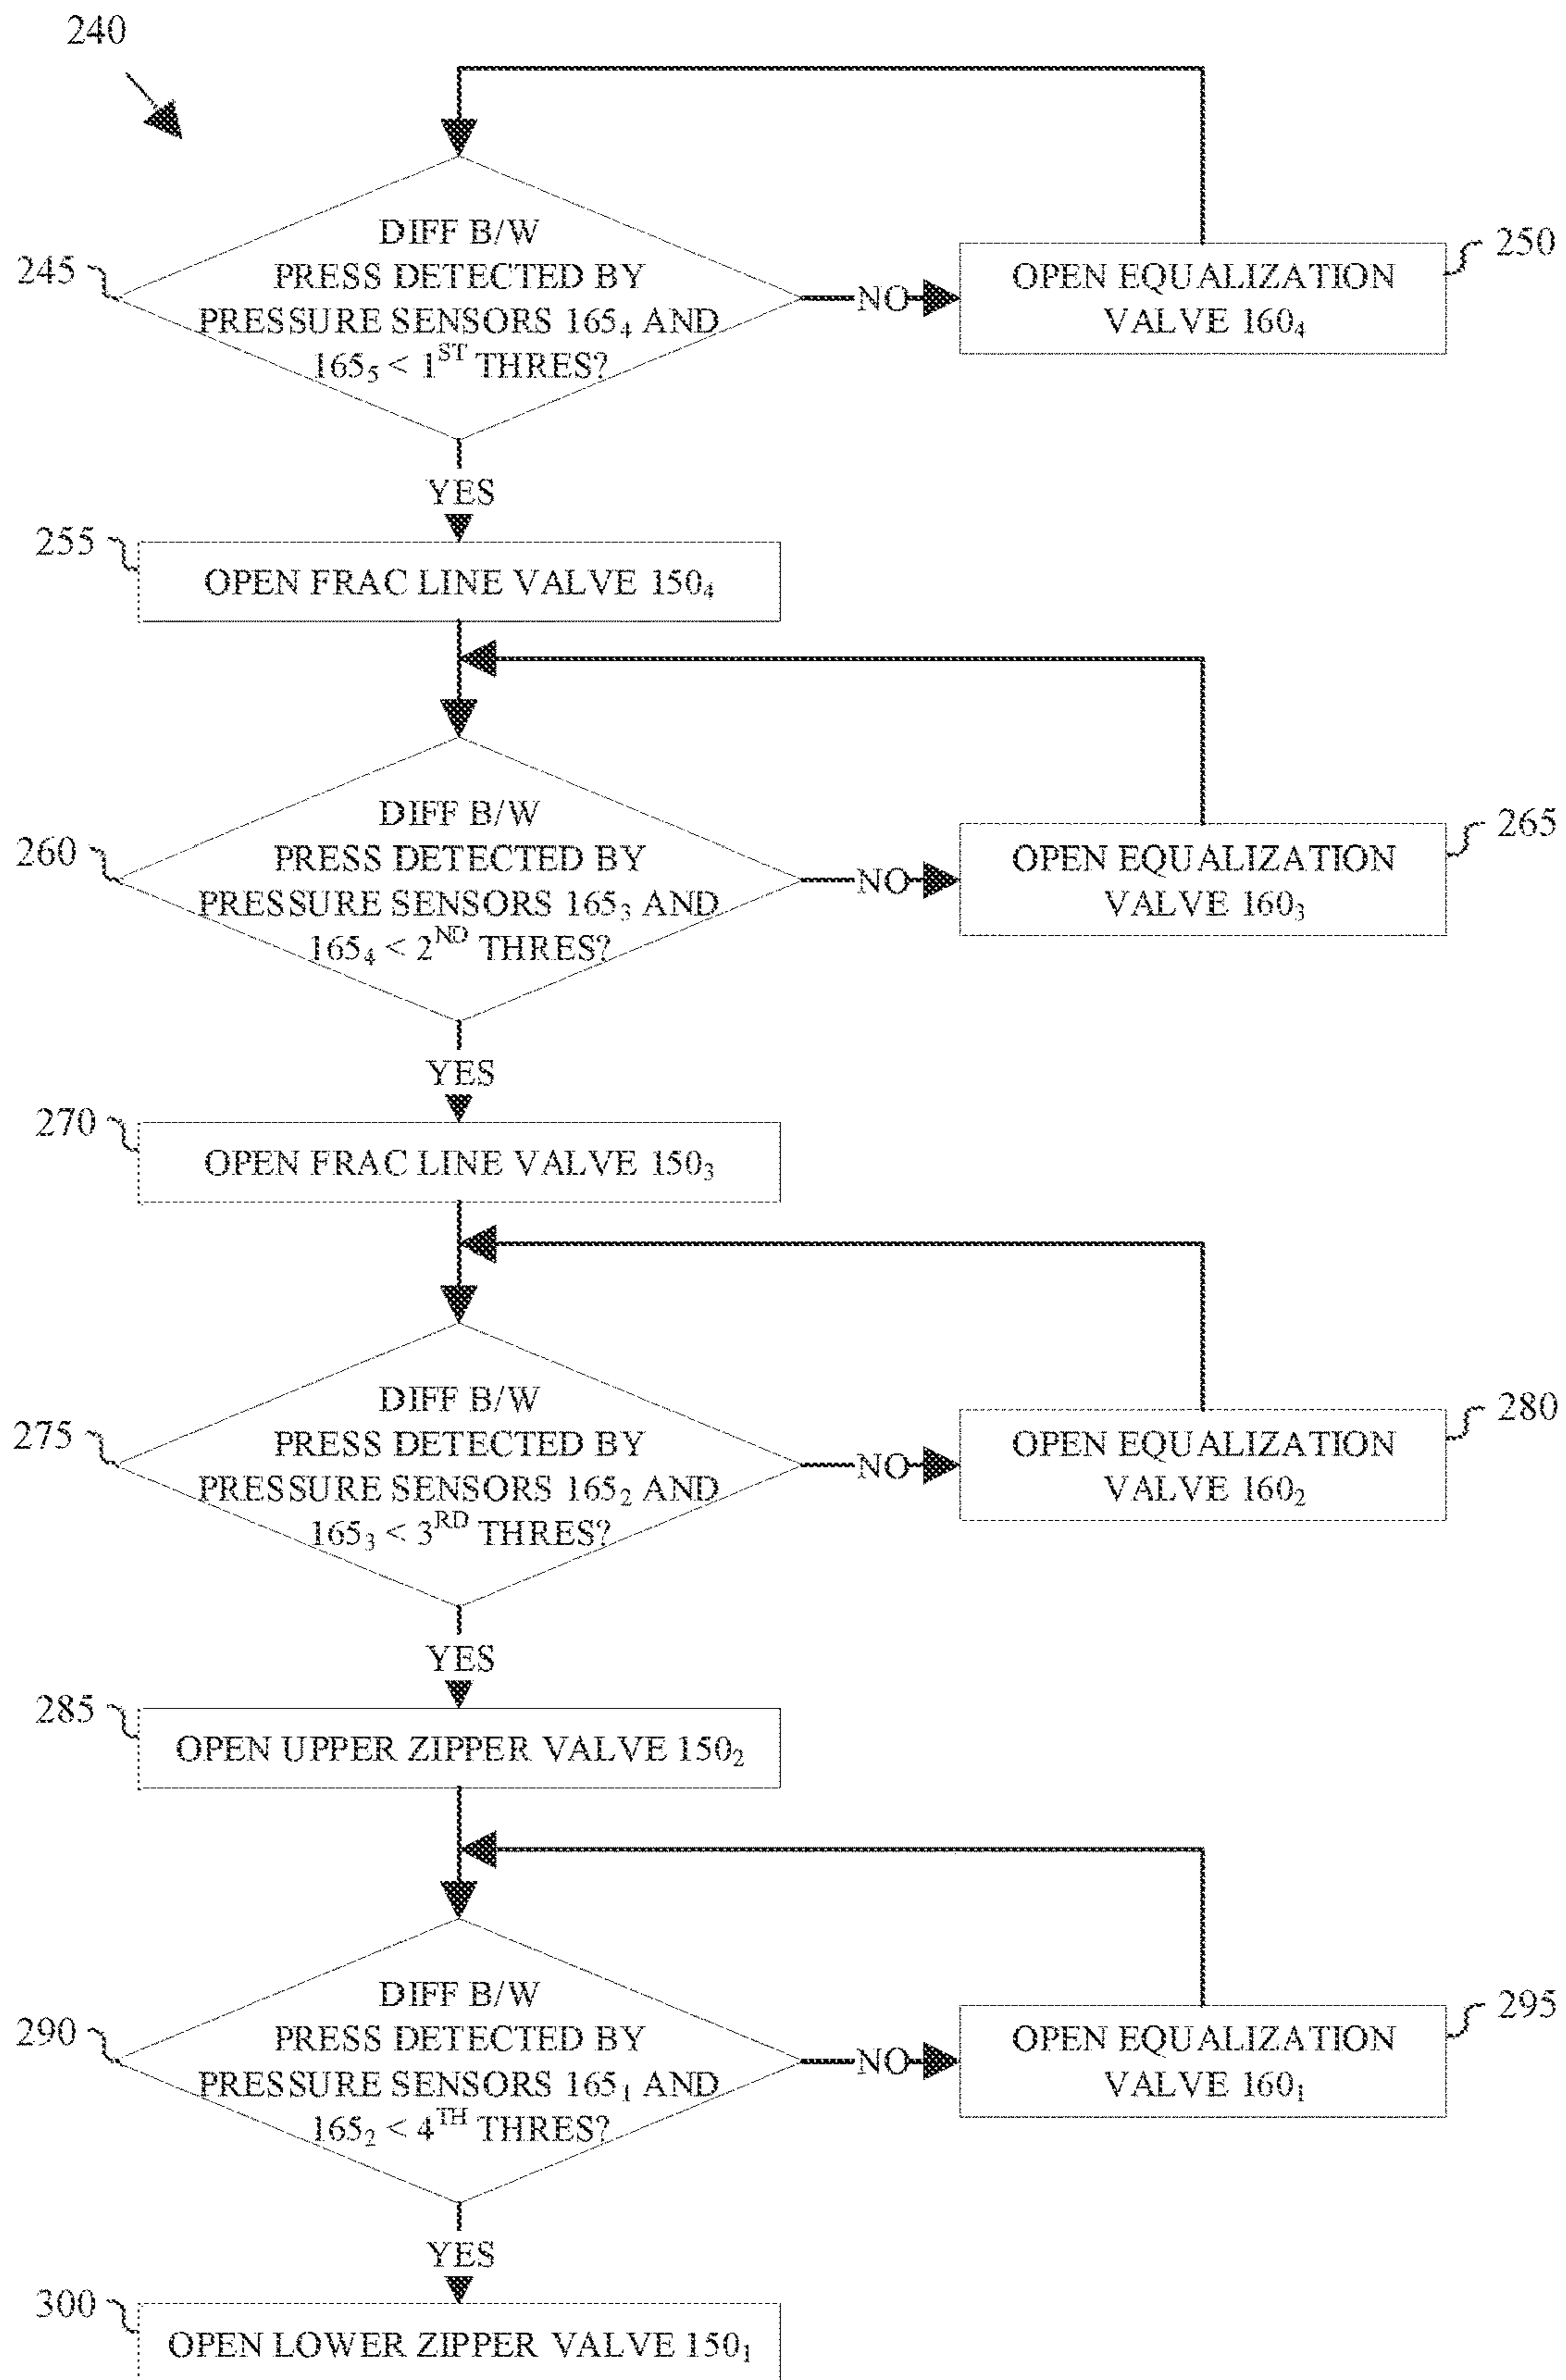 240
DIFF B/W
PRESS DETECTED BY
PRESSURE SENSORS 165₄ AND
165₅ < 1ST THRES?
245
NO
OPEN EQUALIZATION
VALVE 160₄
250
YES
255
OPEN FRAC LINE VALVE 150₄
DIFF B/W
PRESS DETECTED BY
PRESSURE SENSORS 165₃ AND
165₄ < 2ND THRES?
260
NO
OPEN EQUALIZATION
VALVE 160₃
265
YES
270
OPEN FRAC LINE VALVE 150₃
DIFF B/W
PRESS DETECTED BY
PRESSURE SENSORS 165₂ AND
165₃ < 3RD THRES?
275
NO
OPEN EQUALIZATION
VALVE 160₂
280
YES
285
OPEN UPPER ZIPPER VALVE 150₂
DIFF B/W
PRESS DETECTED BY
PRESSURE SENSORS 165₁ AND
165₂ < 4TH THRES?
290
NO
OPEN EQUALIZATION
VALVE 160₁
295
YES
300
OPEN LOWER ZIPPER VALVE 150₁